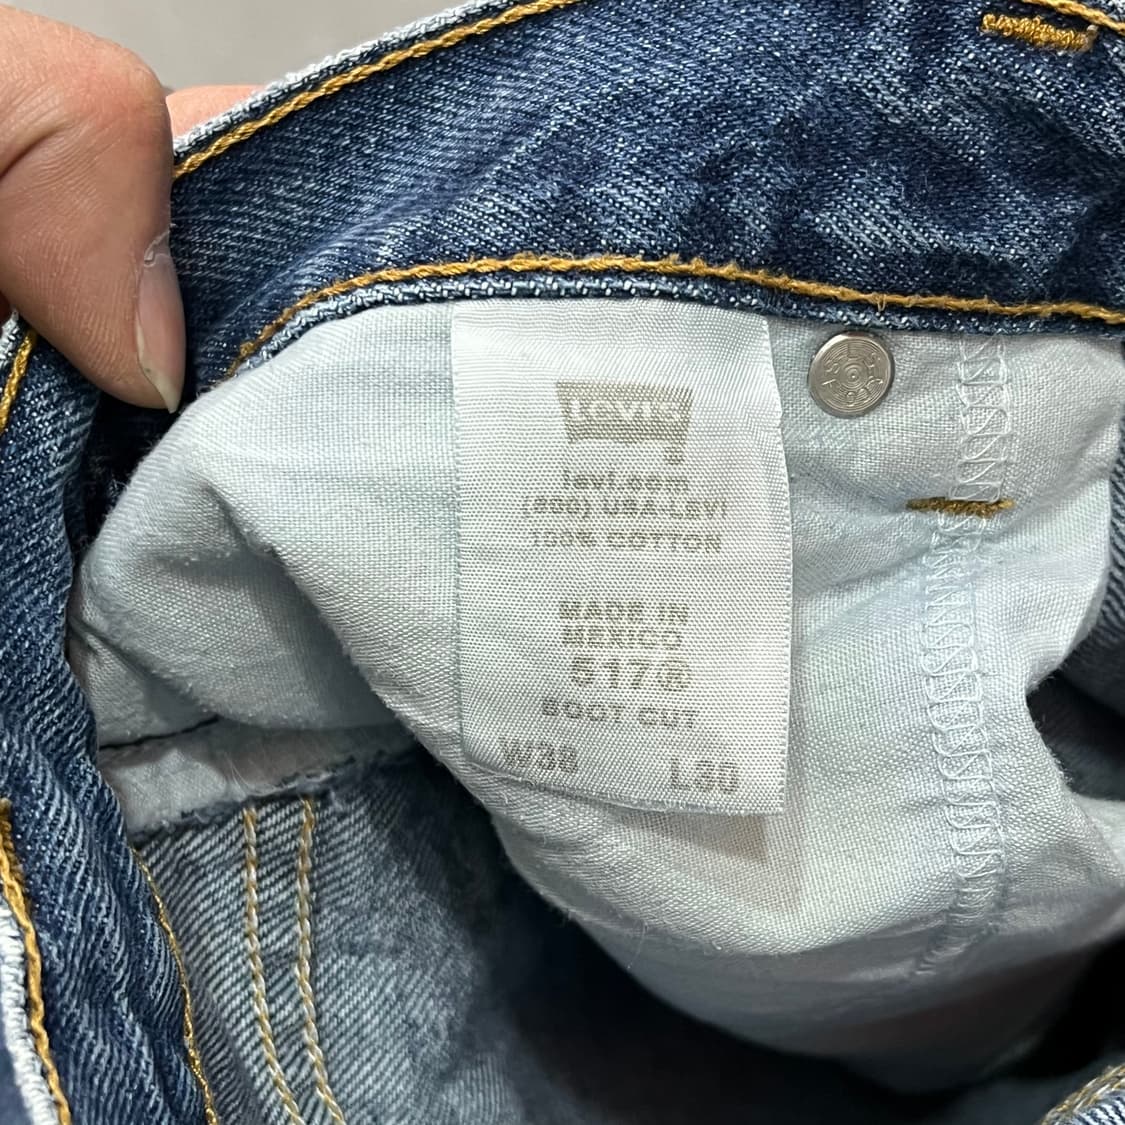 Levi's
levi.com
(800) USA-LEVI
100% COTTON
MADE IN
MEXICO
517®
BOOT CUT
W38 L30